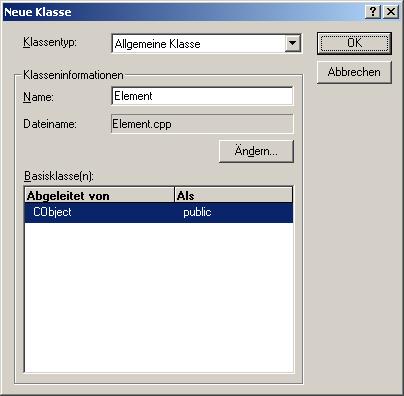 Neue Klasse
Klassentyp: Allgemeine Klasse OK
Abbrechen
Klasseninformationen
Name: Element
Dateiname: Element.cpp
Ändern...
Basisklasse(n):
Abgeleitet von Als
CObject public